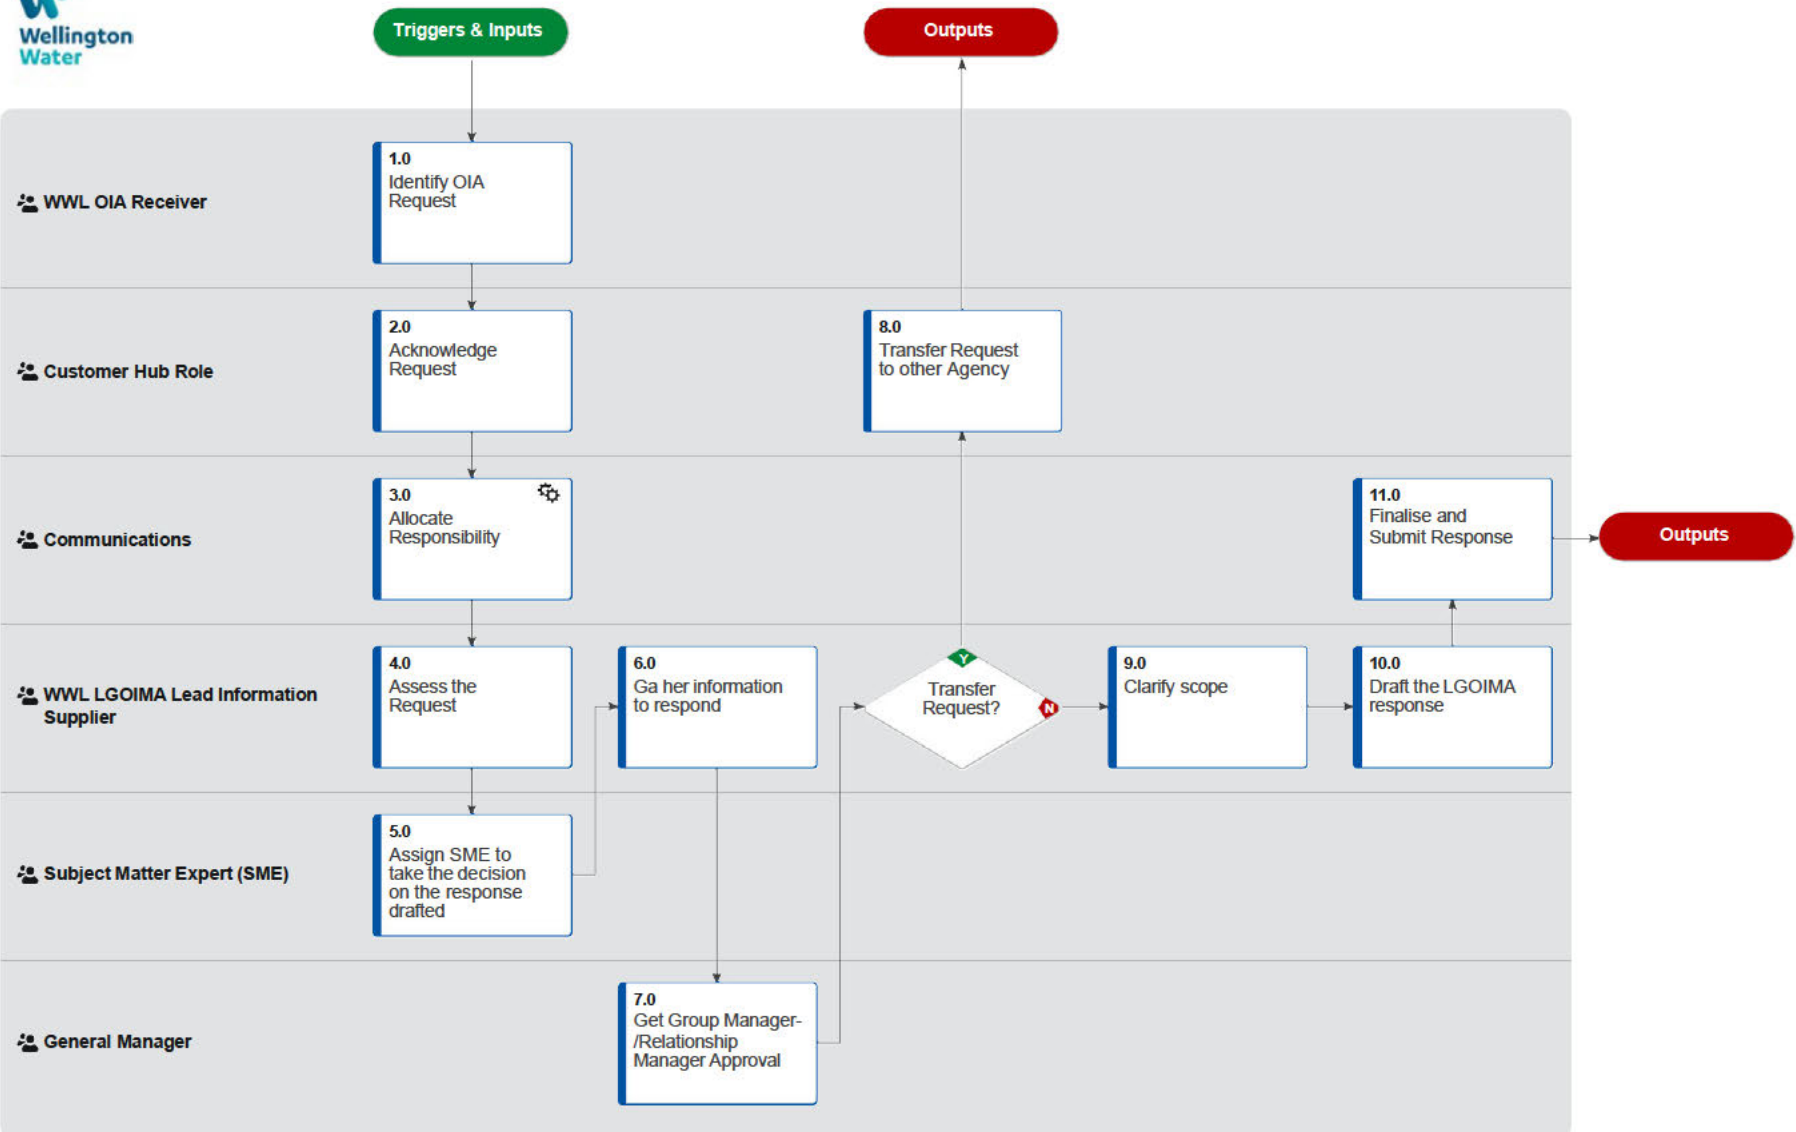 Wellington
Water
Triggers & Inputs
Outputs
WWL OIA Receiver
1.0
Identify OIA
Request
Customer Hub Role
2.0
Acknowledge
Request
8.0
Transfer Request
to other Agency
Communications
3.0
Allocate
Responsibility
11.0
Finalise and
Submit Response
Outputs
WWL LGOIMA Lead Information
Supplier
4.0
Assess the
Request
6.0
Ga her information
to respond
Y
Transfer
Request?
N
9.0
Clarify scope
10.0
Draft the LGOIMA
response
Subject Matter Expert (SME)
5.0
Assign SME to
take the decision
on the response
drafted
General Manager
7.0
Get Group Manager-
/Relationship
Manager Approval